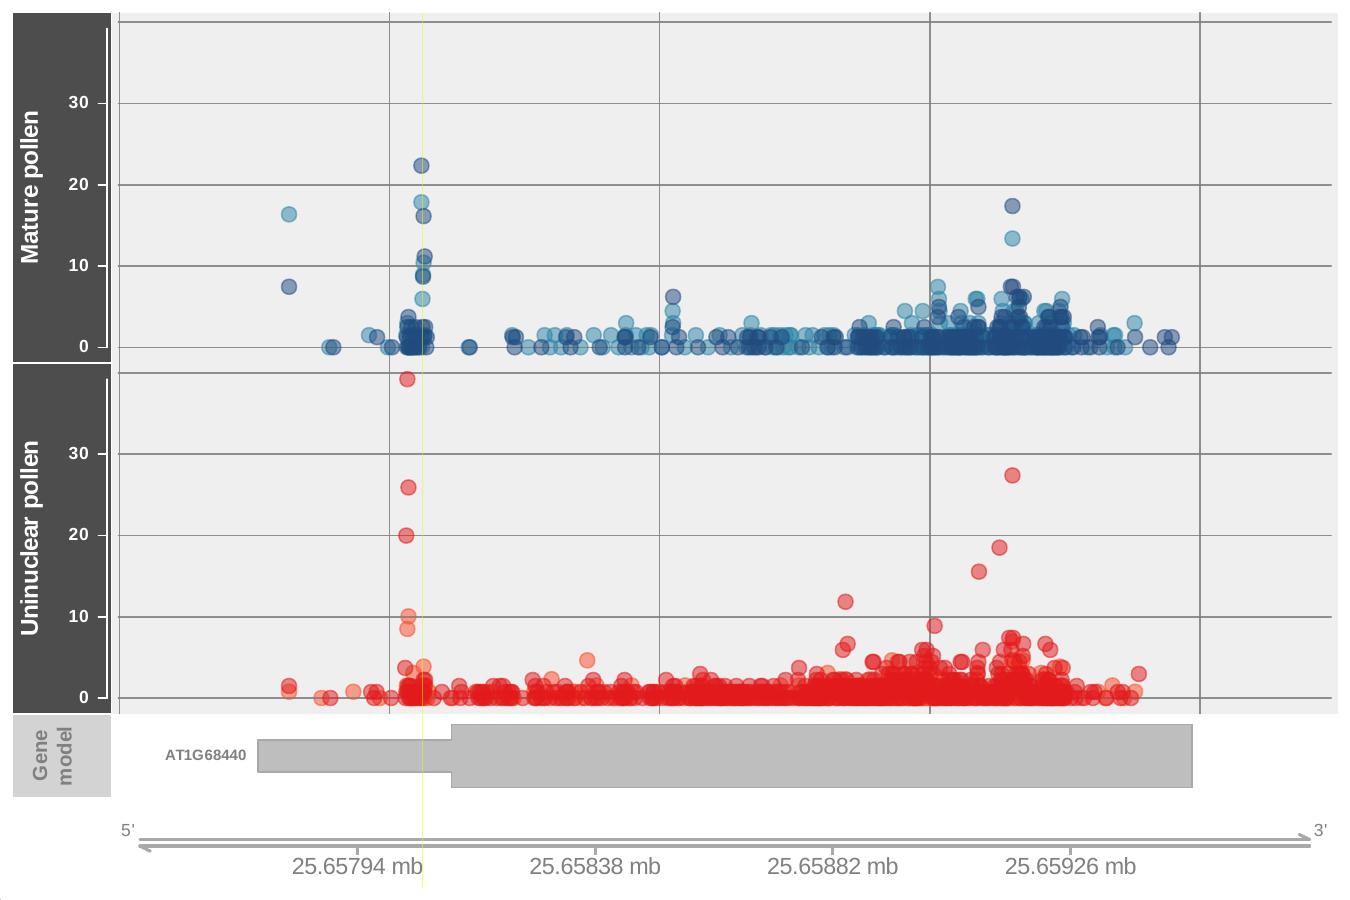 Mature pollen
30
20
10
0
Uninuclear pollen
30
20
10
0
Gene
model
AT1G68440
5'
3'
25.65794 mb
25.65838 mb
25.65882 mb
25.65926 mb